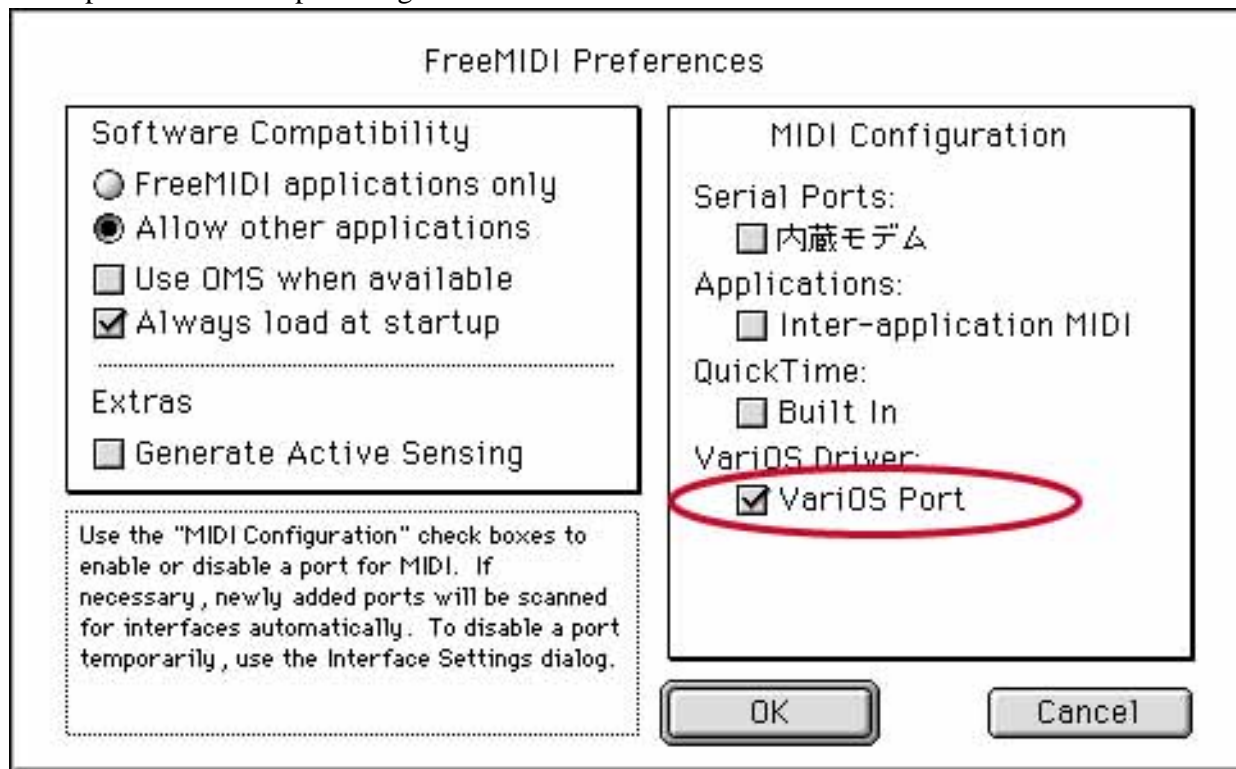 FreeMIDI Preferences
Software Compatibility
FreeMIDI applications only
Allow other applications
Use OMS when available
Always load at startup
Extras
Generate Active Sensing
Use the "MIDI Configuration" check boxes to
enable or disable a port for MIDI. If
necessary, newly added ports will be scanned
for interfaces automatically. To disable a port
temporarily, use the Interface Settings dialog.
MIDI Configuration
Serial Ports:
内蔵モデム
Applications:
Inter-application MIDI
QuickTime:
Built In
VariOS Driver:
VariOS Port
OK
Cancel